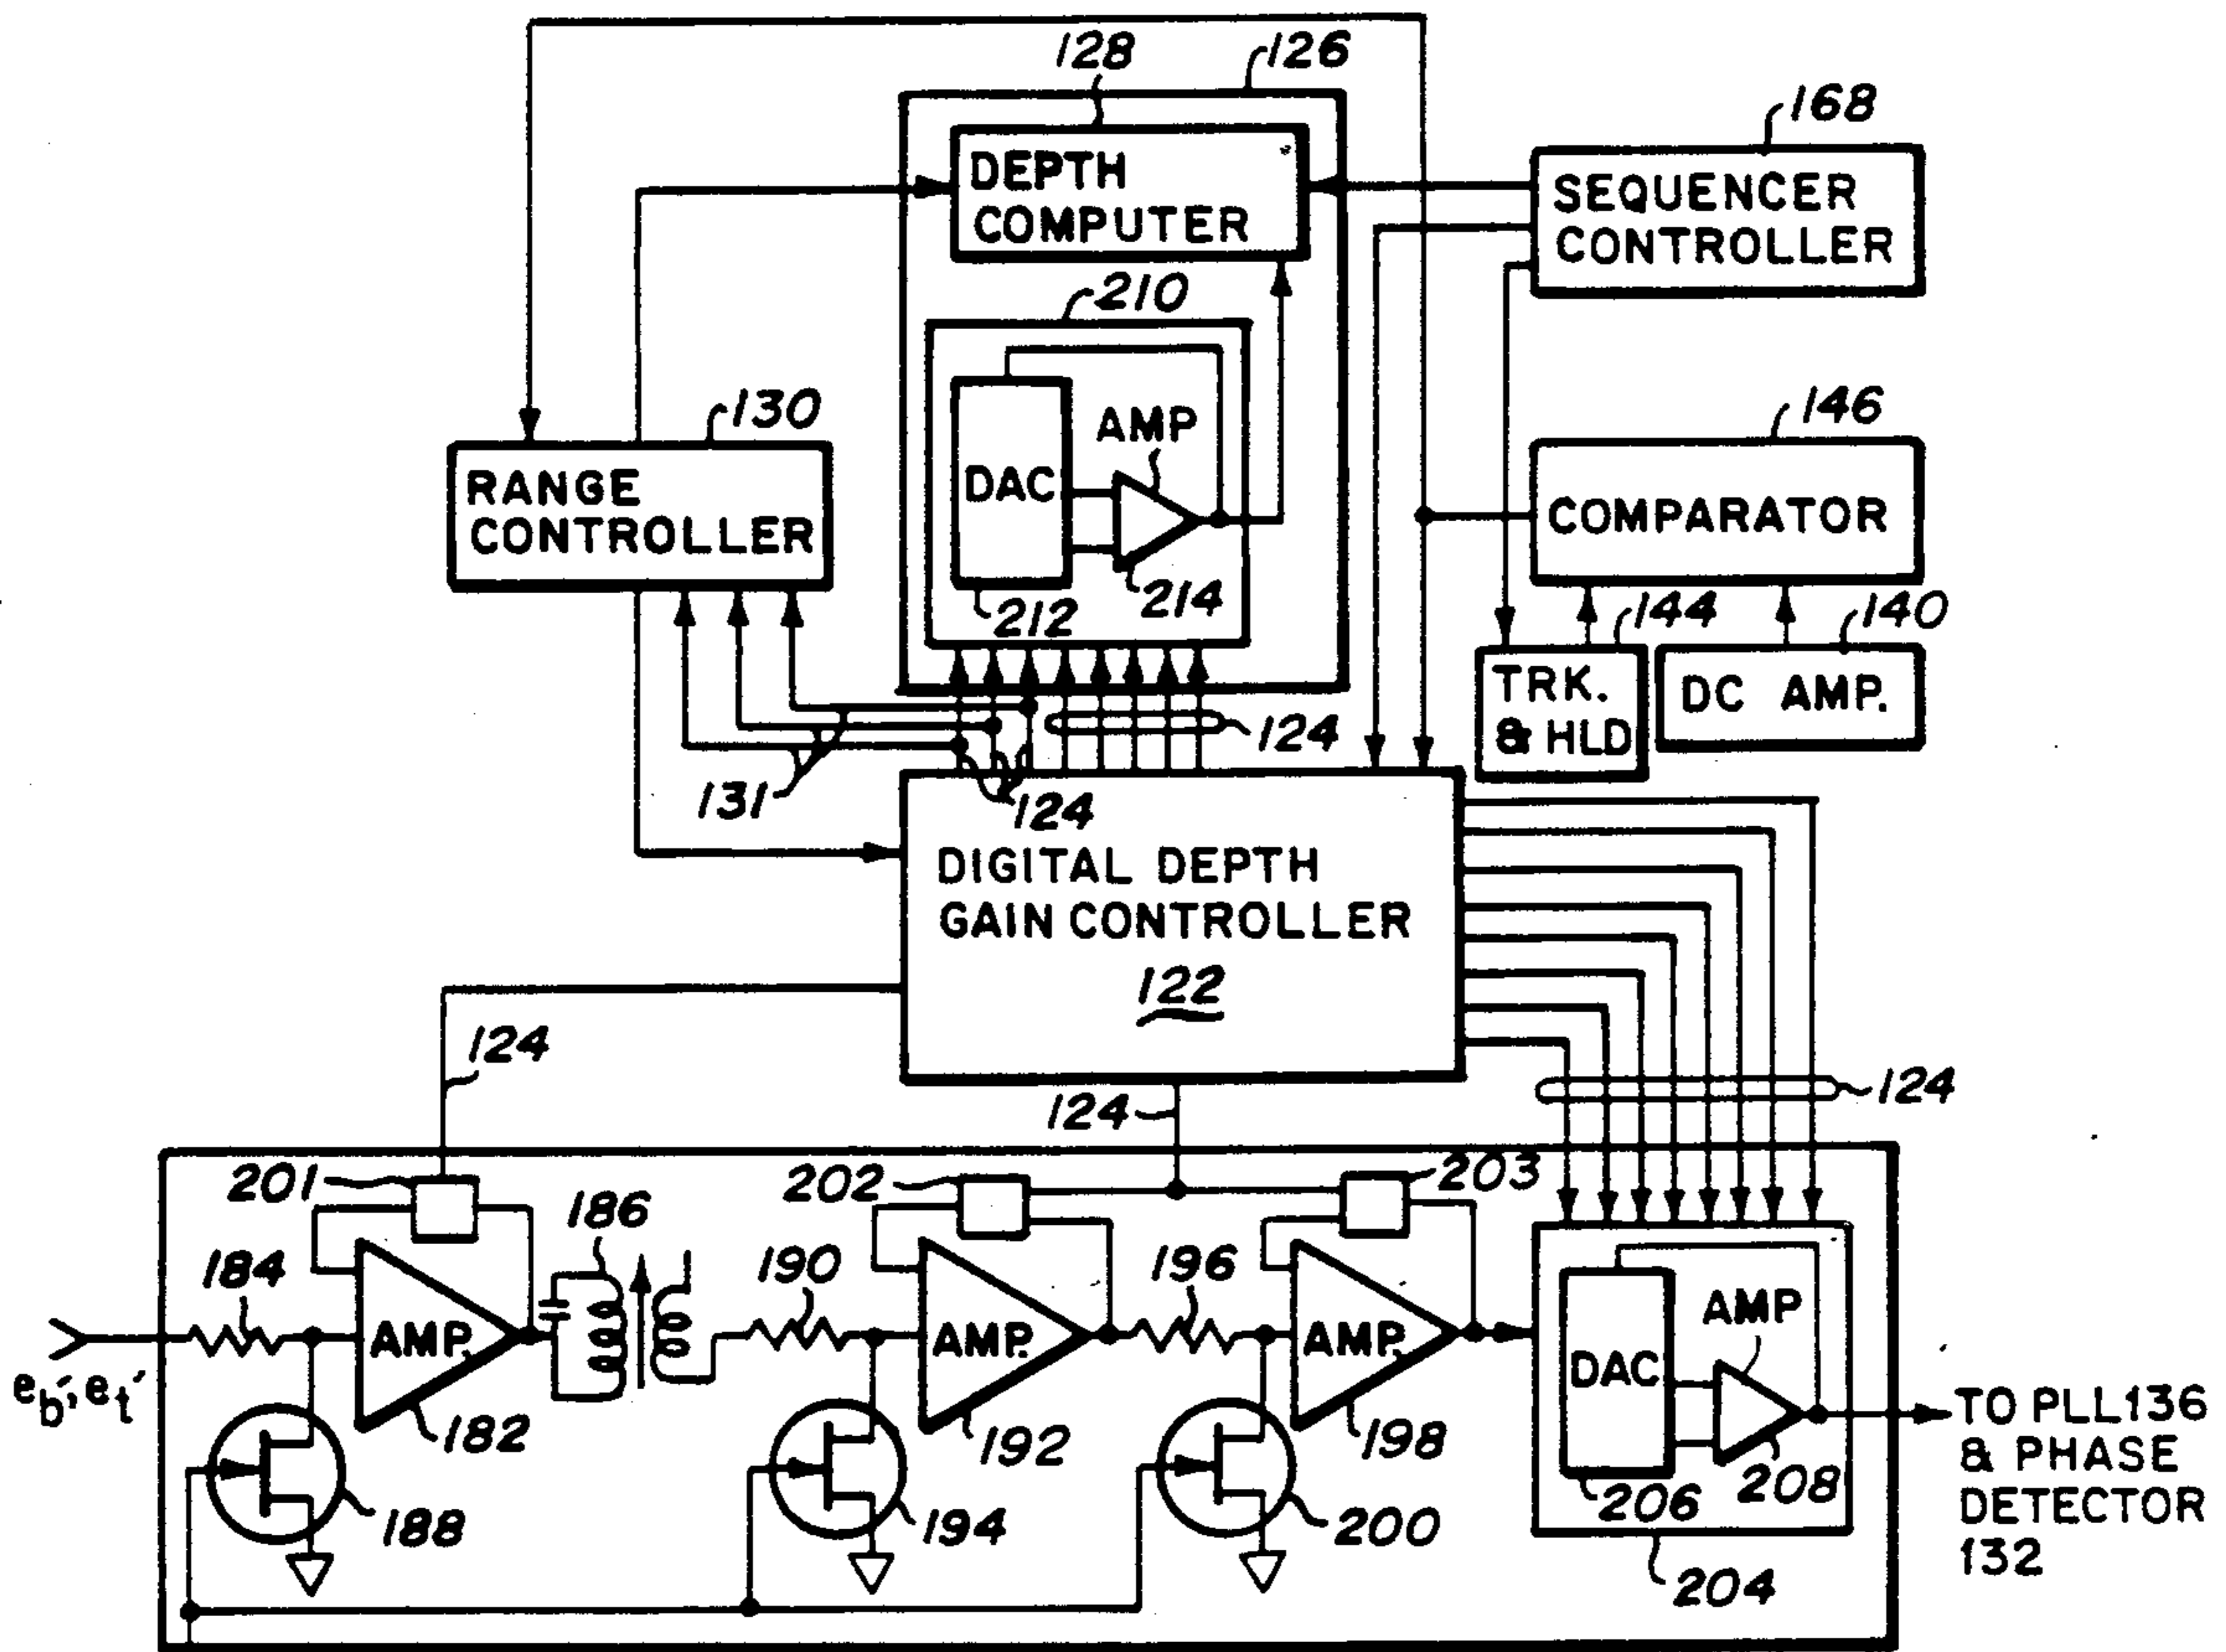 128
126
168
DEPTH
COMPUTER
SEQUENCER
CONTROLLER
210
130
146
AMP
DAC
RANGE
CONTROLLER
COMPARATOR
212
214
144
140
TRK.
& HLD
DC AMP.
124
131
124
DIGITAL DEPTH
GAIN CONTROLLER
122
124
124
124
201
202
203
186
184
190
196
AMP.
AMP.
AMP.
AMP
DAC
eb', et'
182
192
198
206
208
188
194
200
204
TO PLL136
& PHASE
DETECTOR
132